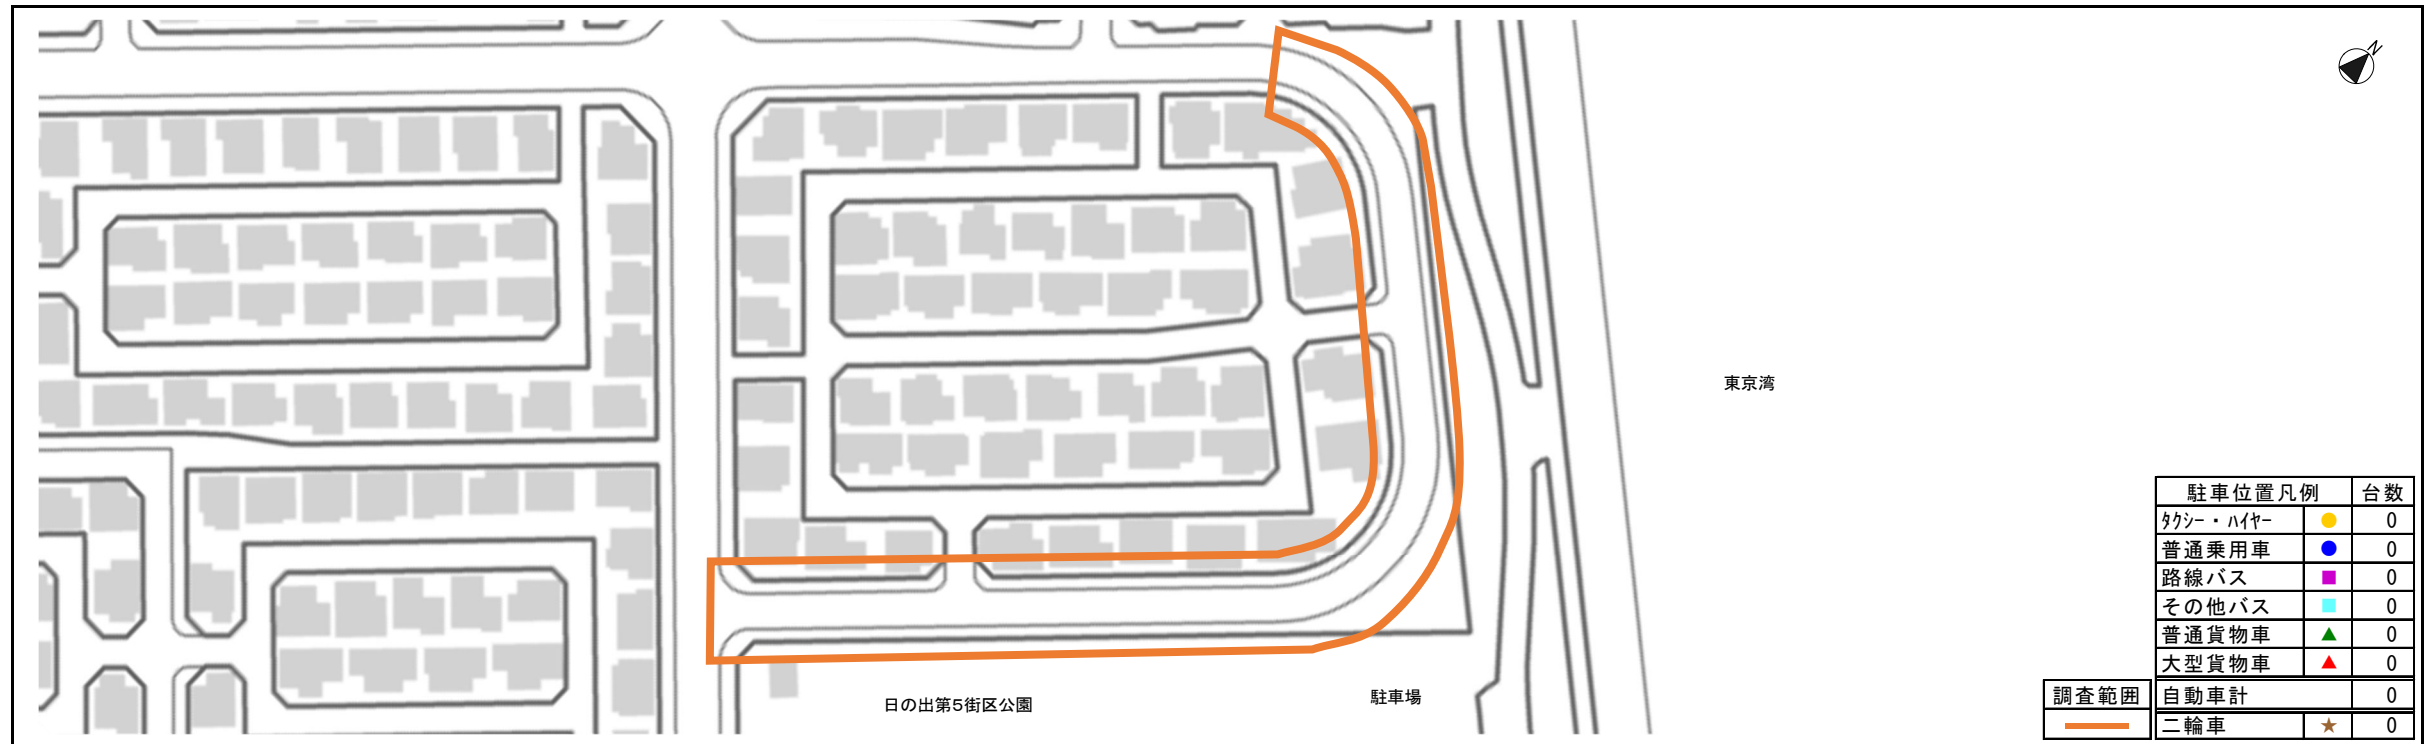 N
東京湾
日の出第5街区公園
駐車場
調査範囲
駐車位置凡例 台数
ﾀｸｼｰ・ﾊｲﾔｰ 0
普通乗用車 0
路線バス 0
その他バス 0
普通貨物車 0
大型貨物車 0
自動車計 0
二輪車 0